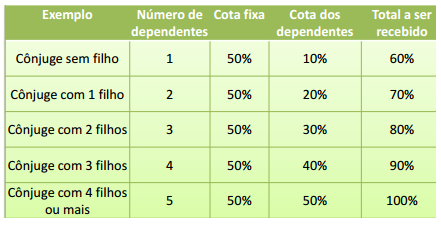 Exemplo Número de dependentes Cota fixa Cota dos dependentes Total a ser recebido
Cônjuge sem filho 1 50% 10% 60%
Cônjuge com 1 filho 2 50% 20% 70%
Cônjuge com 2 filhos 3 50% 30% 80%
Cônjuge com 3 filhos 4 50% 40% 90%
Cônjuge com 4 filhos ou mais 5 50% 50% 100%